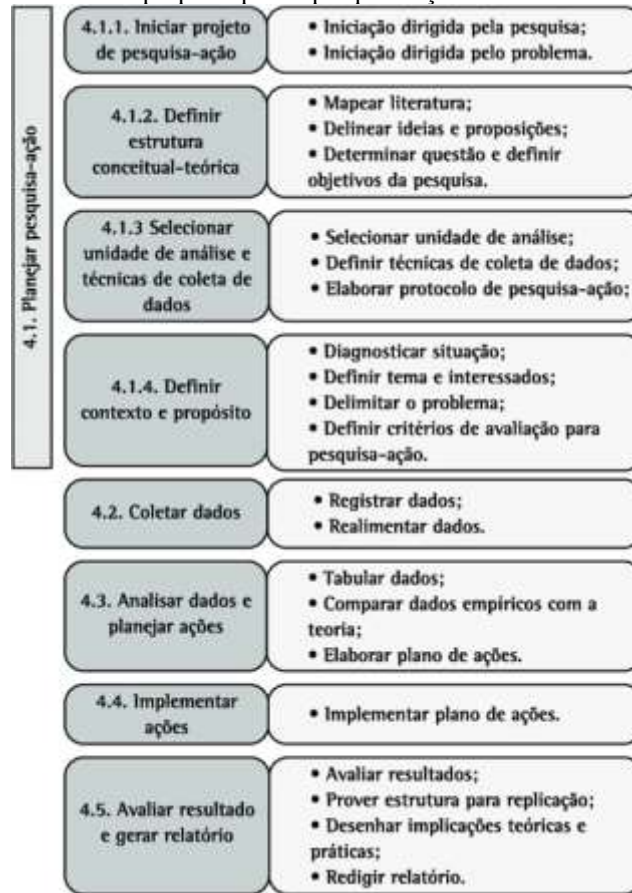 4.1. Planejar pesquisa-ação
4.1.1. Iniciar projeto
de pesquisa-ação
• Iniciação dirigida pela pesquisa;
• Iniciação dirigida pelo problema.
4.1.2. Definir
estrutura
conceitual-teórica
• Mapear literatura;
• Delinear ideias e proposições;
• Determinar questão e definir
objetivos da pesquisa.
4.1.3 Selecionar
unidade de análise e
técnicas de coleta de
dados
• Selecionar unidade de análise;
• Definir técnicas de coleta de dados;
• Elaborar protocolo de pesquisa-ação;
4.1.4. Definir
contexto e propósito
• Diagnosticar situação;
• Definir tema e interessados;
• Delimitar o problema;
• Definir critérios de avaliação para
pesquisa-ação.
4.2. Coletar dados
• Registrar dados;
• Realimentar dados.
4.3. Analisar dados e
planejar ações
• Tabular dados;
• Comparar dados empíricos com a
teoria;
• Elaborar plano de ações.
4.4. Implementar
ações
• Implementar plano de ações.
4.5. Avaliar resultado
e gerar relatório
• Avaliar resultados;
• Prover estrutura para replicação;
• Desenhar implicações teóricas e
práticas;
• Redigir relatório.